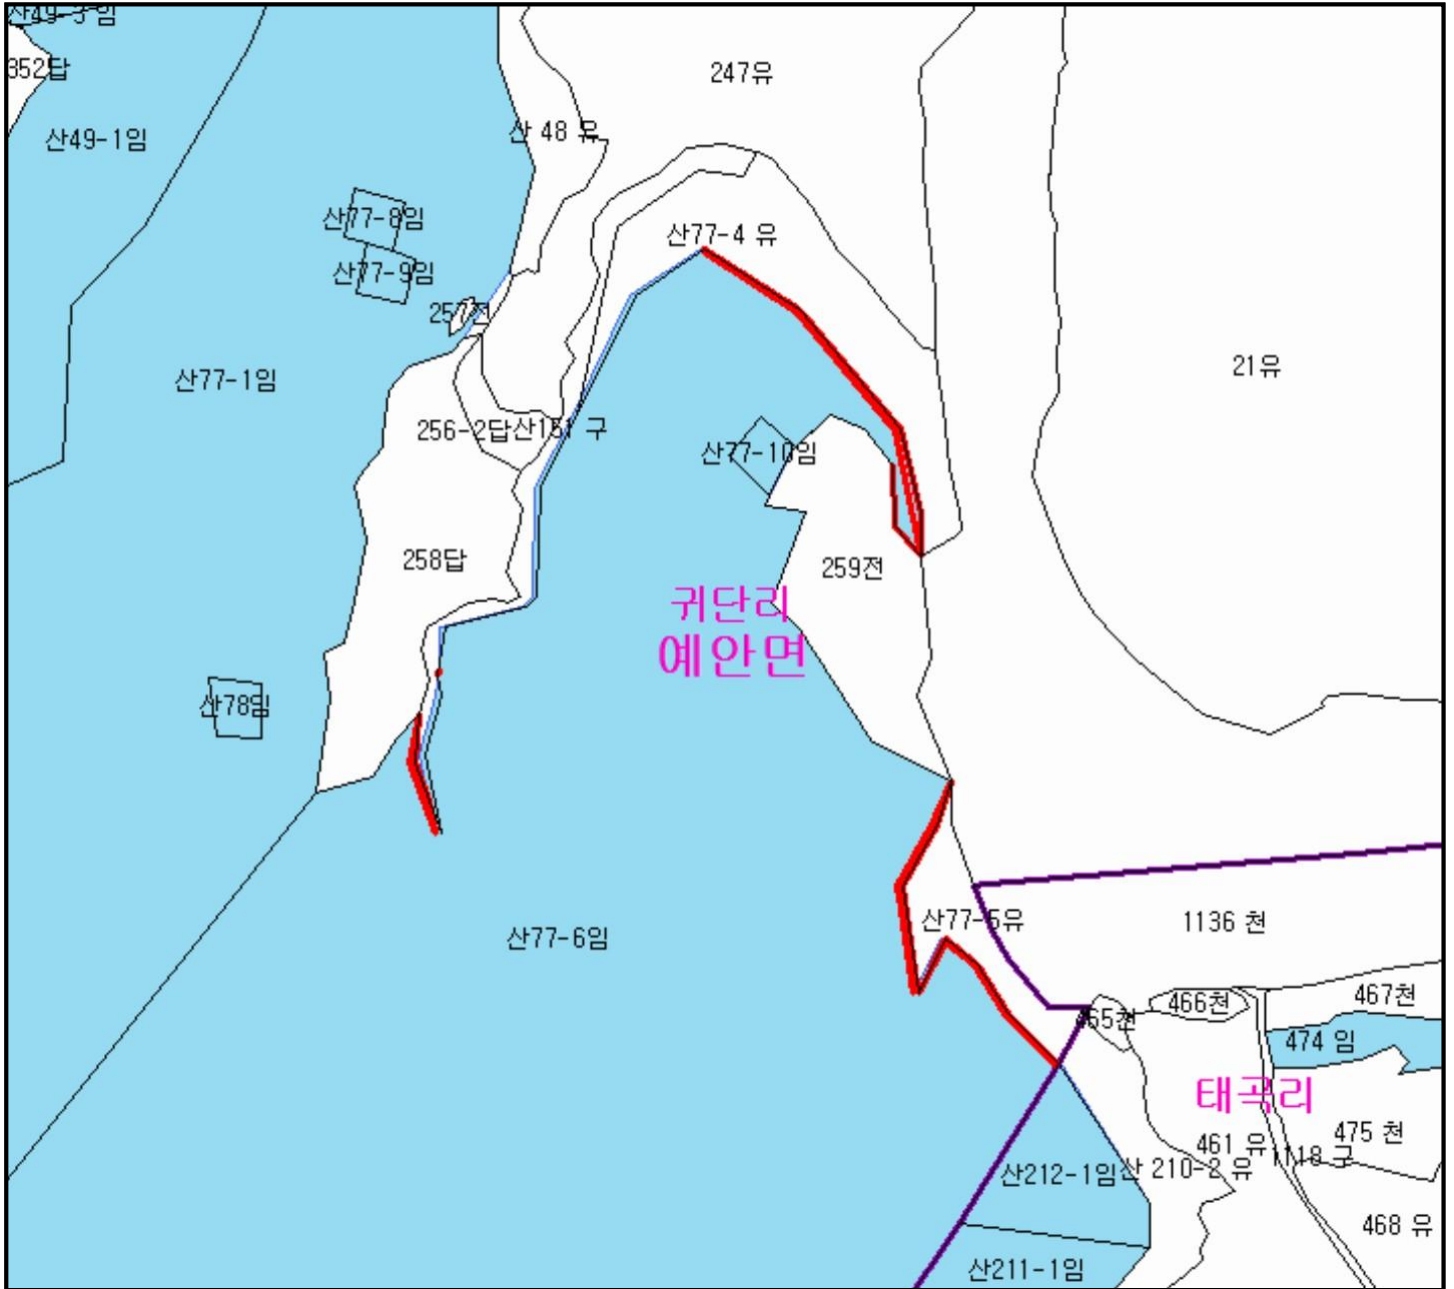 산49-3 임
352답
247유
산49-1임
산 48 유
산77-8임
산77-4 유
산77-9임
257전
21유
산77-1임
256-2답
산151 구
산77-10임
258답
259전
귀단리
예안면
산78임
산77-5유
1136 천
산77-6임
467천
466천
465천
474 임
태곡리
475 천
461 유
1118 구
산212-1임
산 210-2 유
468 유
산211-1임